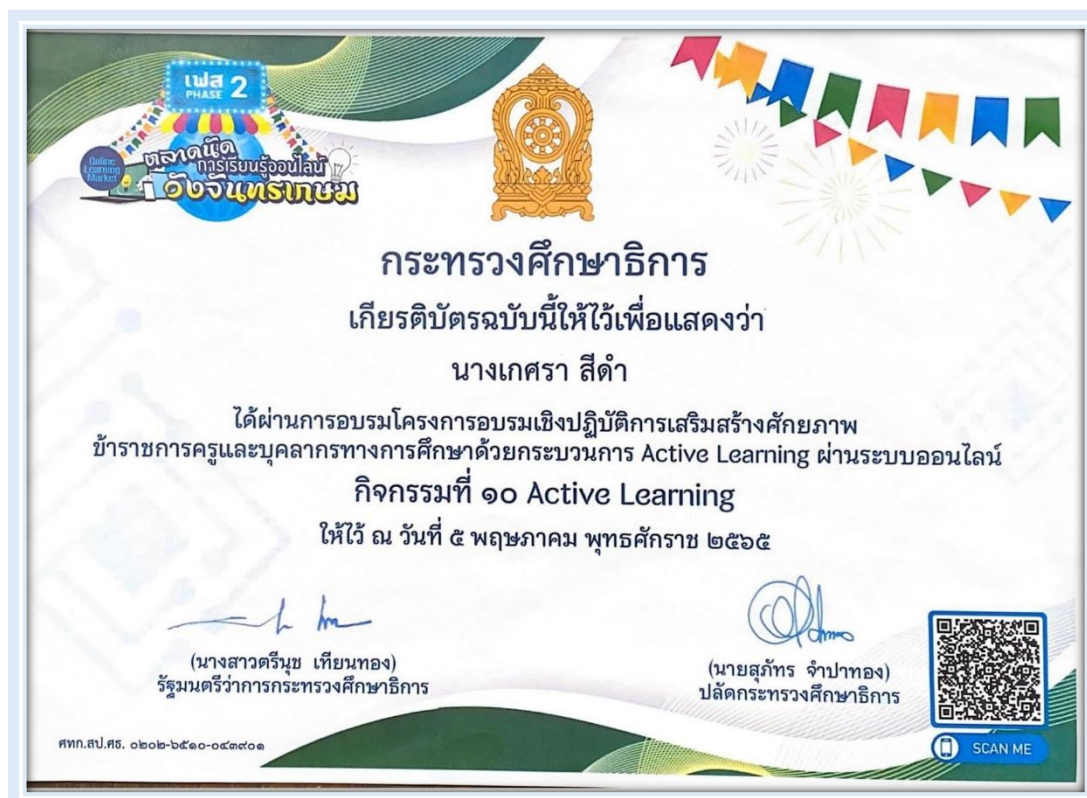 เฟส 2
PHASE
Online Learning Market
ตลาดนัด
การเรียนรู้ออนไลน์
วังจันทรเกษม
กระทรวงศึกษาธิการ
เกียรติบัตรฉบับนี้ให้ไว้เพื่อแสดงว่า
นางเกศรา สีดำ
ได้ผ่านการอบรมโครงการอบรมเชิงปฏิบัติการเสริมสร้างศักยภาพ
ข้าราชการครูและบุคลากรทางการศึกษาด้วยกระบวนการ Active Learning ผ่านระบบออนไลน์
กิจกรรมที่ ๑๐ Active Learning
ให้ไว้ ณ วันที่ ๕ พฤษภาคม พุทธศักราช ๒๕๖๕
(นางสาวตรีนุช เทียนทอง)
รัฐมนตรีว่าการกระทรวงศึกษาธิการ
(นายสุภัทร จำปาทอง)
ปลัดกระทรวงศึกษาธิการ
ศทก.สป.ศธ. ๐๒๐๒-๖๕๑๐-๐๔๓๙๐๑
SCAN ME